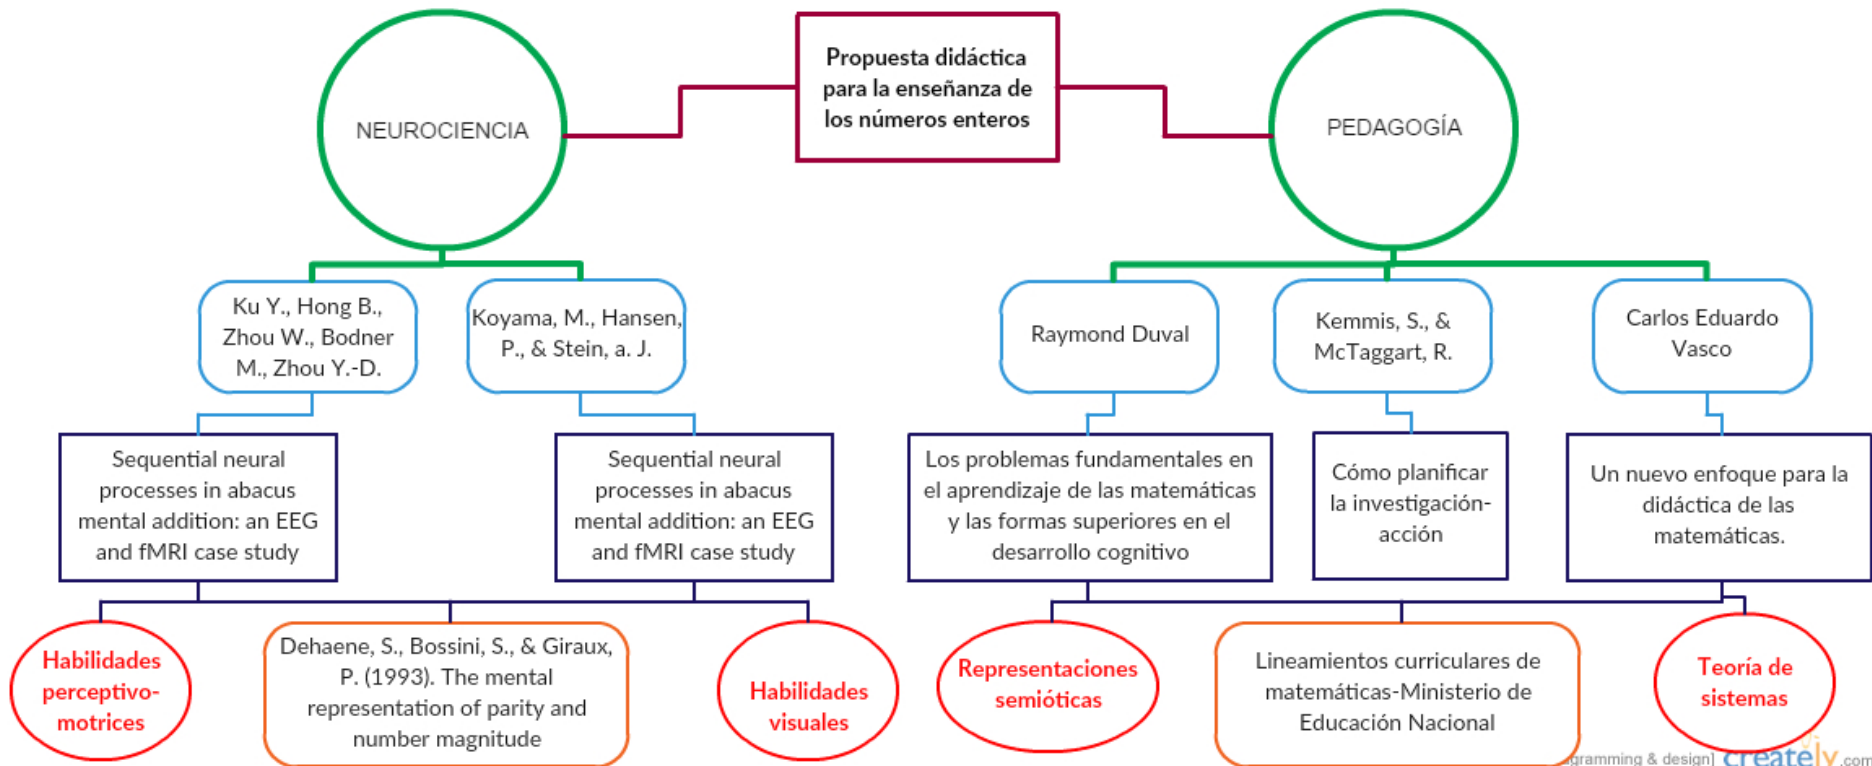 Propuesta didáctica
para la enseñanza de
los números enteros
NEUROCIENCIA
PEDAGOGÍA
Ku Y., Hong B.,
Zhou W., Bodner
M., Zhou Y.-D.
Koyama, M., Hansen,
P., & Stein, a. J.
Raymond Duval
Kemmis, S., &
McTaggart, R.
Carlos Eduardo
Vasco
Sequential neural
processes in abacus
mental addition: an EEG
and fMRI case study
Sequential neural
processes in abacus
mental addition: an EEG
and fMRI case study
Los problemas fundamentales en
el aprendizaje de las matemáticas
y las formas superiores en el
desarrollo cognitivo
Cómo planificar
la investigación-
acción
Un nuevo enfoque para la
didáctica de las
matemáticas.
Habilidades
perceptivo-
motrices
Dehaene, S., Bossini, S., & Giraux,
P. (1993). The mental
representation of parity and
number magnitude
Habilidades
visuales
Representaciones
semióticas
Lineamientos curriculares de
matemáticas-Ministerio de
Educación Nacional
Teoría de
sistemas
gramming & design] creately.com